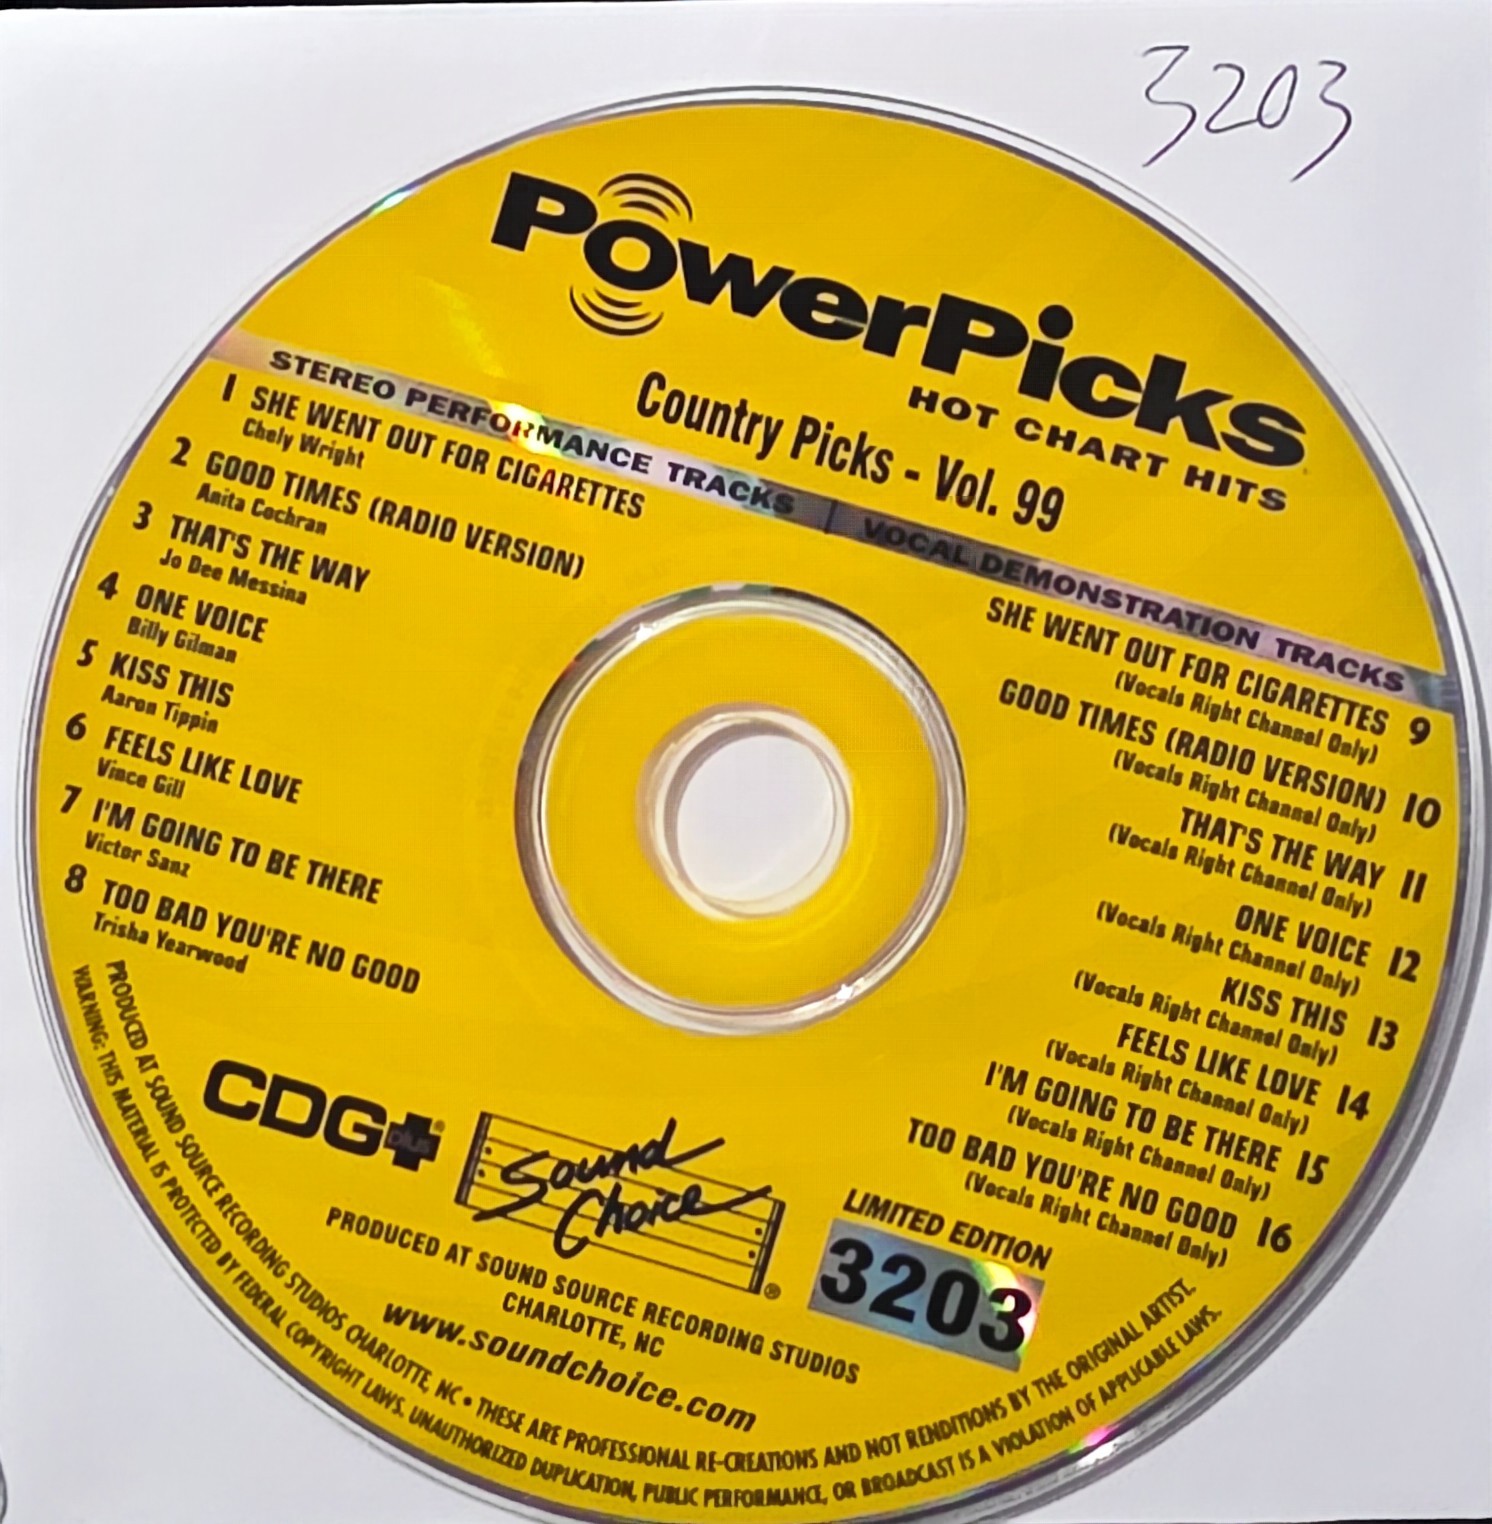 3203
PowerPicks
HOT CHART HITS
Country Picks - Vol. 99
STEREO PERFORMANCE TRACKS | VOCAL DEMONSTRATION TRACKS
1 SHE WENT OUT FOR CIGARETTES
Chely Wright
2 GOOD TIMES (RADIO VERSION)
Anita Cochran
3 THAT'S THE WAY
Jo Dee Messina
4 ONE VOICE
Billy Gilman
5 KISS THIS
Aaron Tippin
6 FEELS LIKE LOVE
Vince Gill
7 I'M GOING TO BE THERE
Victor Sanz
8 TOO BAD YOU'RE NO GOOD
Trisha Yearwood
SHE WENT OUT FOR CIGARETTES 9
(Vocals Right Channel Only)
GOOD TIMES (RADIO VERSION) 10
(Vocals Right Channel Only)
THAT'S THE WAY 11
(Vocals Right Channel Only)
ONE VOICE 12
(Vocals Right Channel Only)
KISS THIS 13
(Vocals Right Channel Only)
FEELS LIKE LOVE 14
(Vocals Right Channel Only)
I'M GOING TO BE THERE 15
(Vocals Right Channel Only)
TOO BAD YOU'RE NO GOOD 16
(Vocals Right Channel Only)
CDG plus®
Sound
Choice®
LIMITED EDITION
3203
PRODUCED AT SOUND SOURCE RECORDING STUDIOS
CHARLOTTE, NC
www.soundchoice.com
PRODUCED AT SOUND SOURCE RECORDING STUDIOS CHARLOTTE, NC • THESE ARE PROFESSIONAL RE-CREATIONS AND NOT RENDITIONS BY THE ORIGINAL ARTIST.
WARNING: THIS MATERIAL IS PROTECTED BY FEDERAL COPYRIGHT LAWS. UNAUTHORIZED DUPLICATION, PUBLIC PERFORMANCE, OR BROADCAST IS A VIOLATION OF APPLICABLE LAWS.